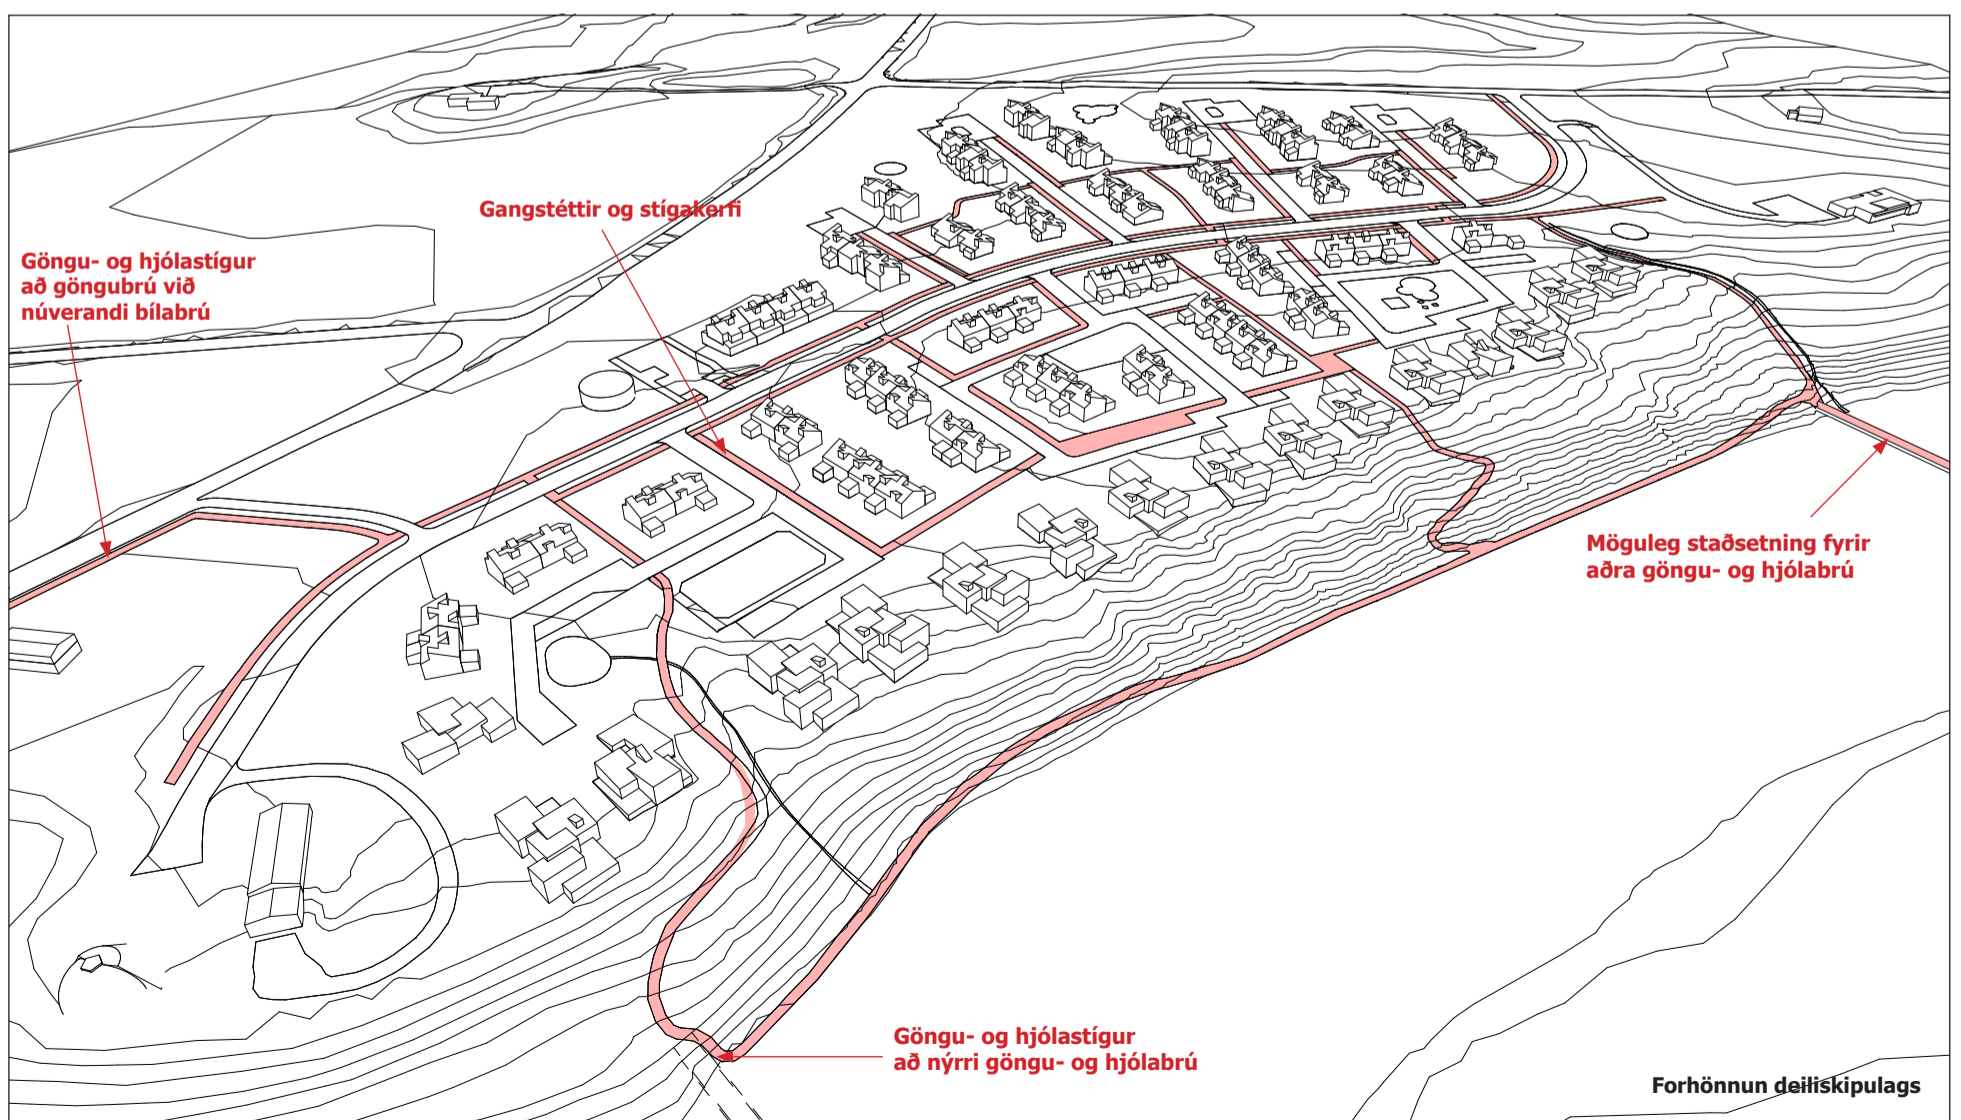 Gangstéttir og stígakerfi
Göngu- og hjólastígur
að göngubrú við
núverandi bílabrú
Möguleg staðsetning fyrir
aðra göngu- og hjólabrú
Göngu- og hjólastígur
að nýrri göngu- og hjólabrú
Forhönnun deiliskipulags